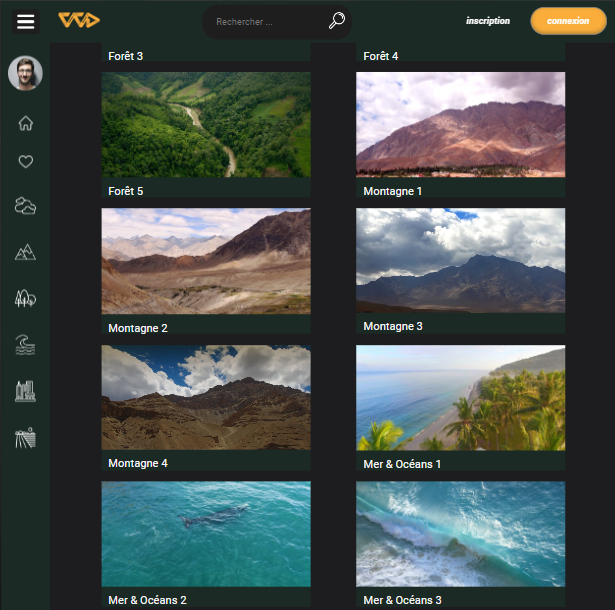 Rechercher ...
inscription
connexion
Forêt 3
Forêt 4
Forêt 5
Montagne 1
Montagne 2
Montagne 3
Montagne 4
Mer & Océans 1
Mer & Océans 2
Mer & Océans 3